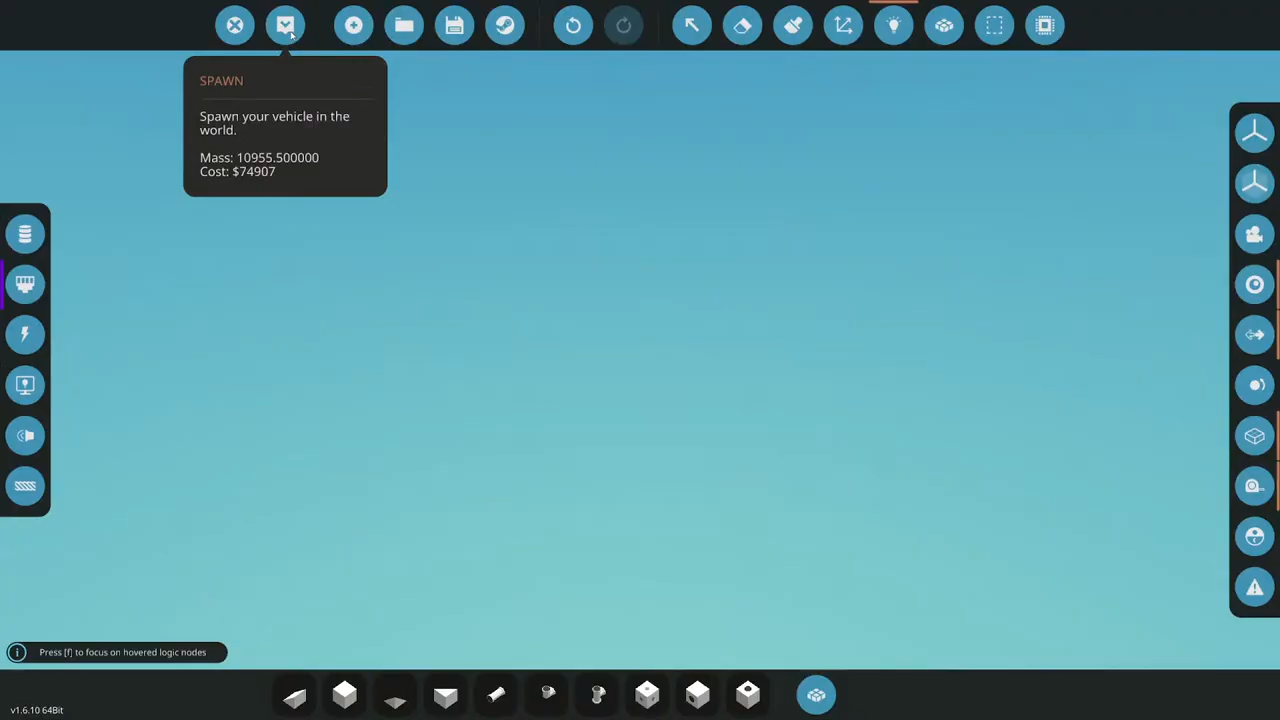 SPAWN
Spawn your vehicle in the
world.
Mass: 10955.500000
Cost: $74907
Press [f] to focus on hovered logic nodes
v1.6.10 64Bit